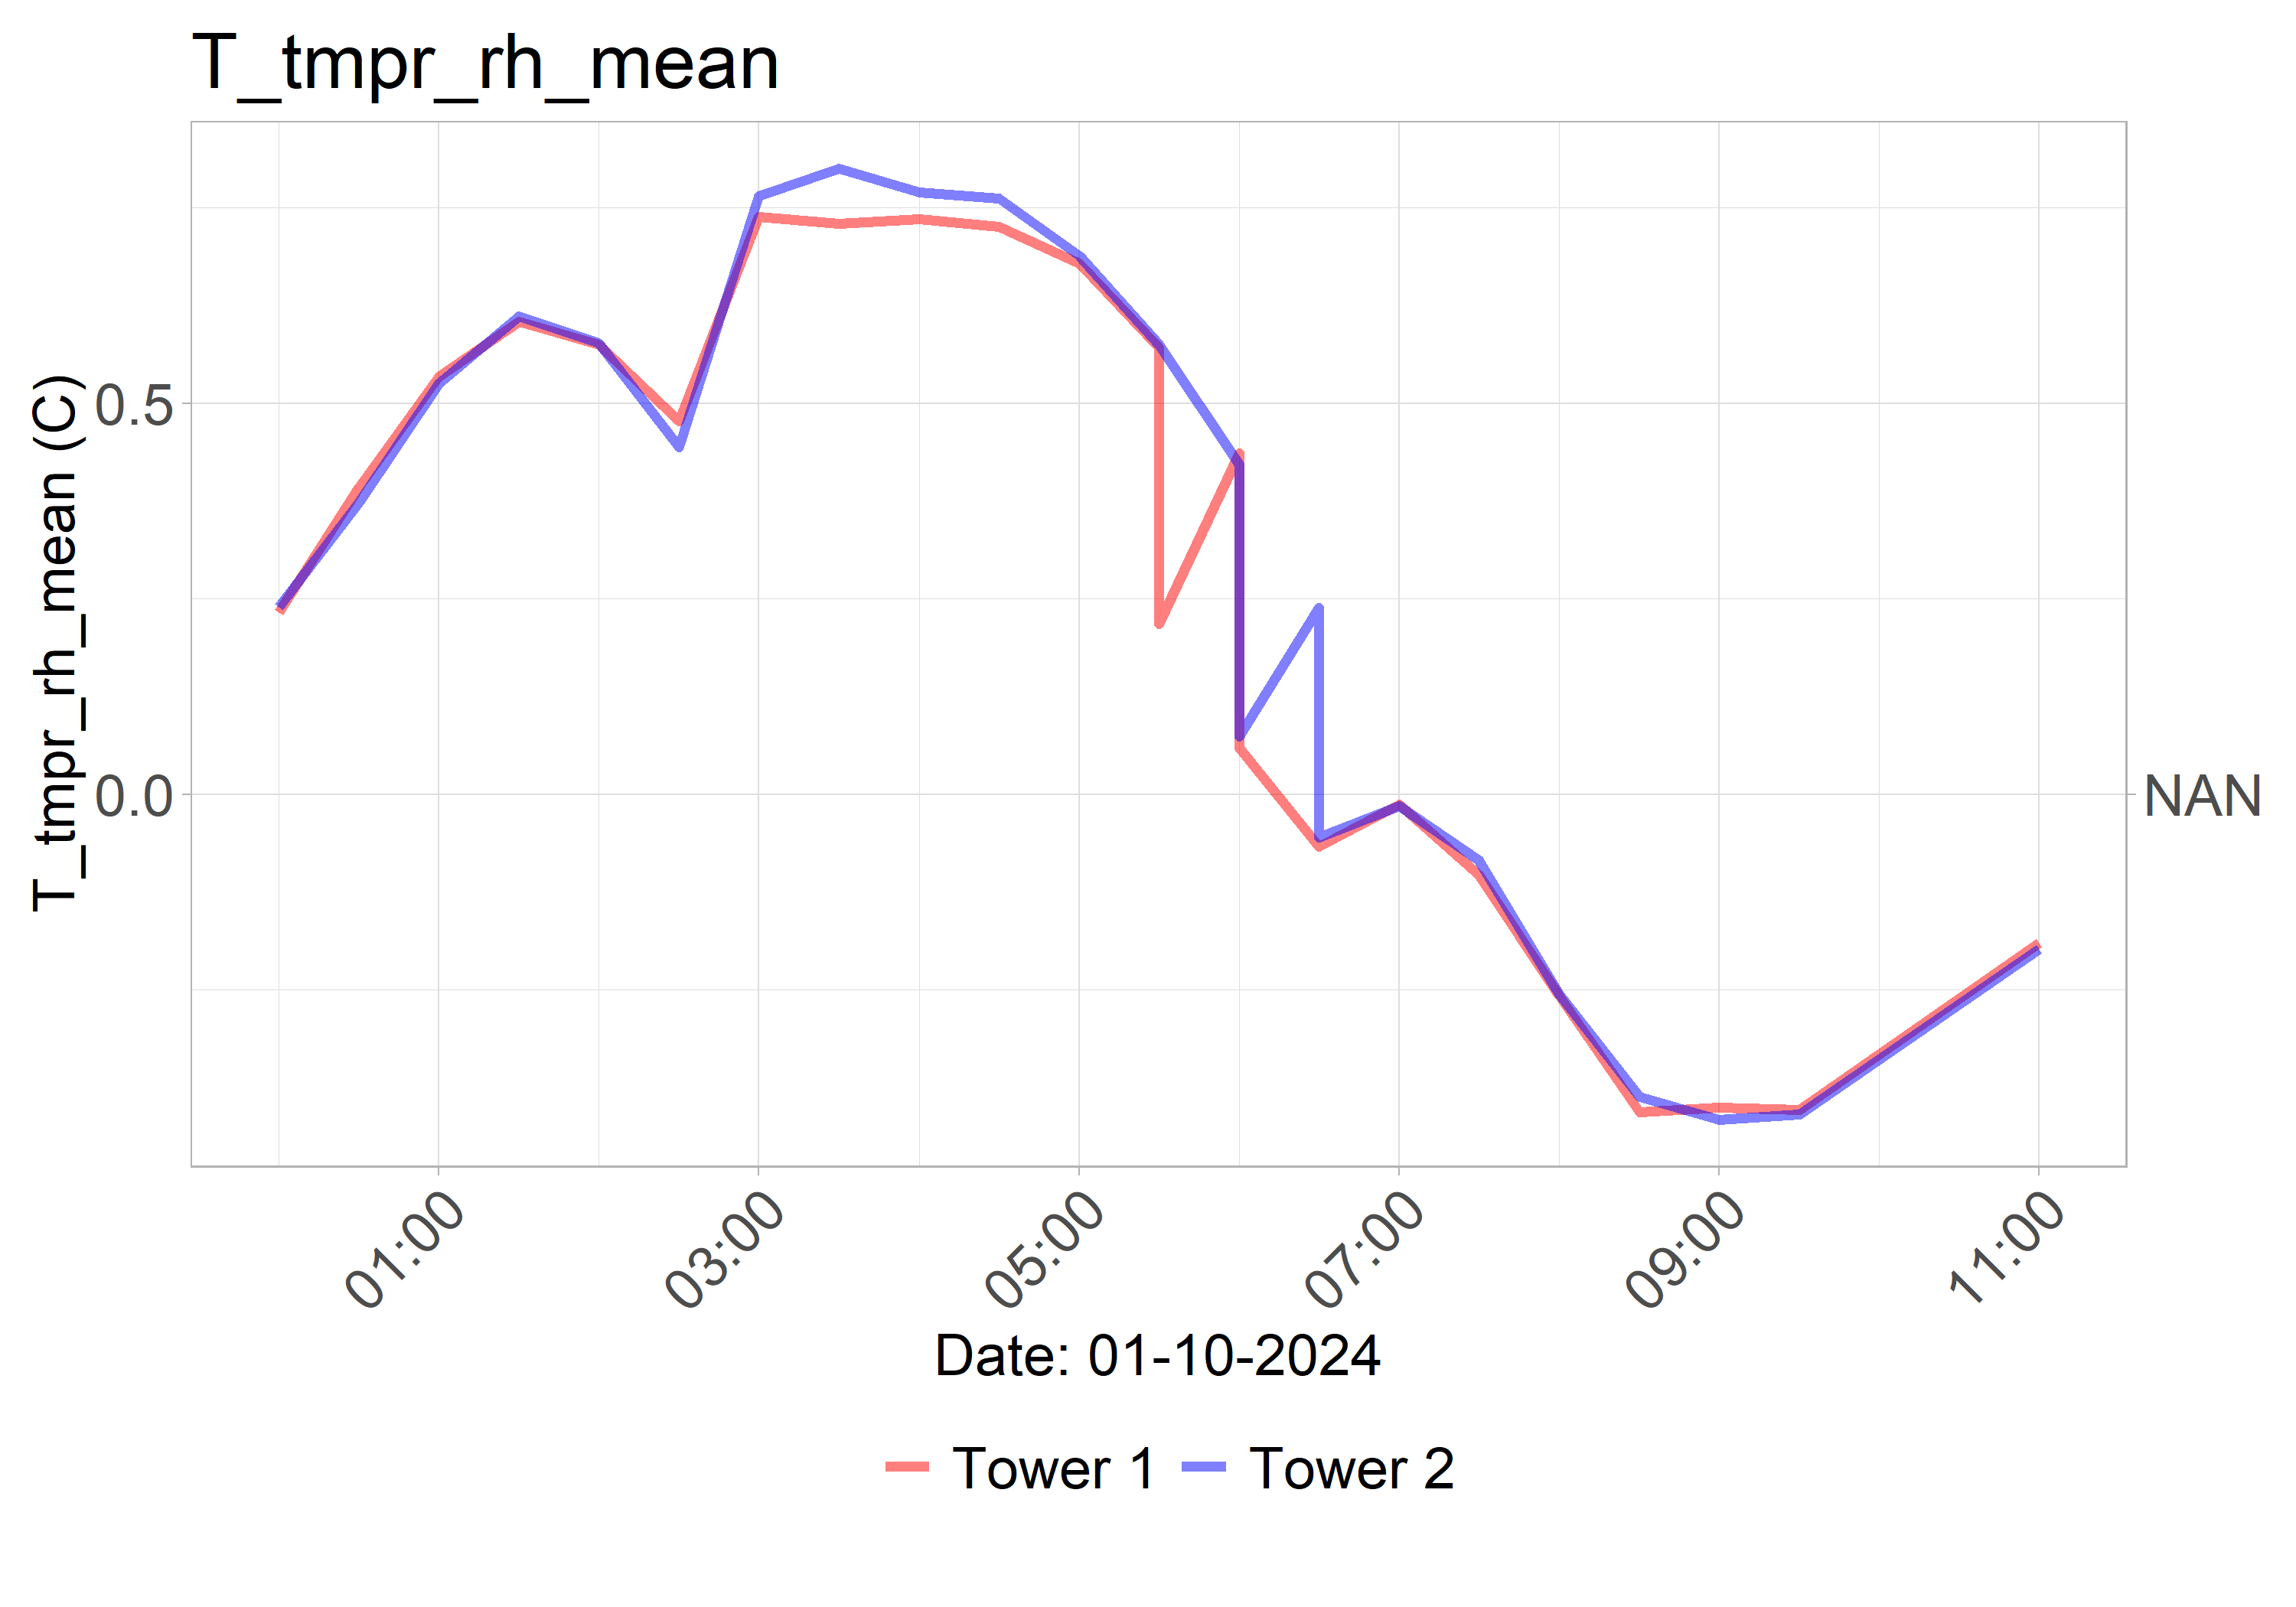 T_tmpr_rh_mean
T_tmpr_rh_mean (C)
0.5
0.0
NAN
01:00
03:00
05:00
07:00
09:00
11:00
Date: 01-10-2024
Tower 1
Tower 2